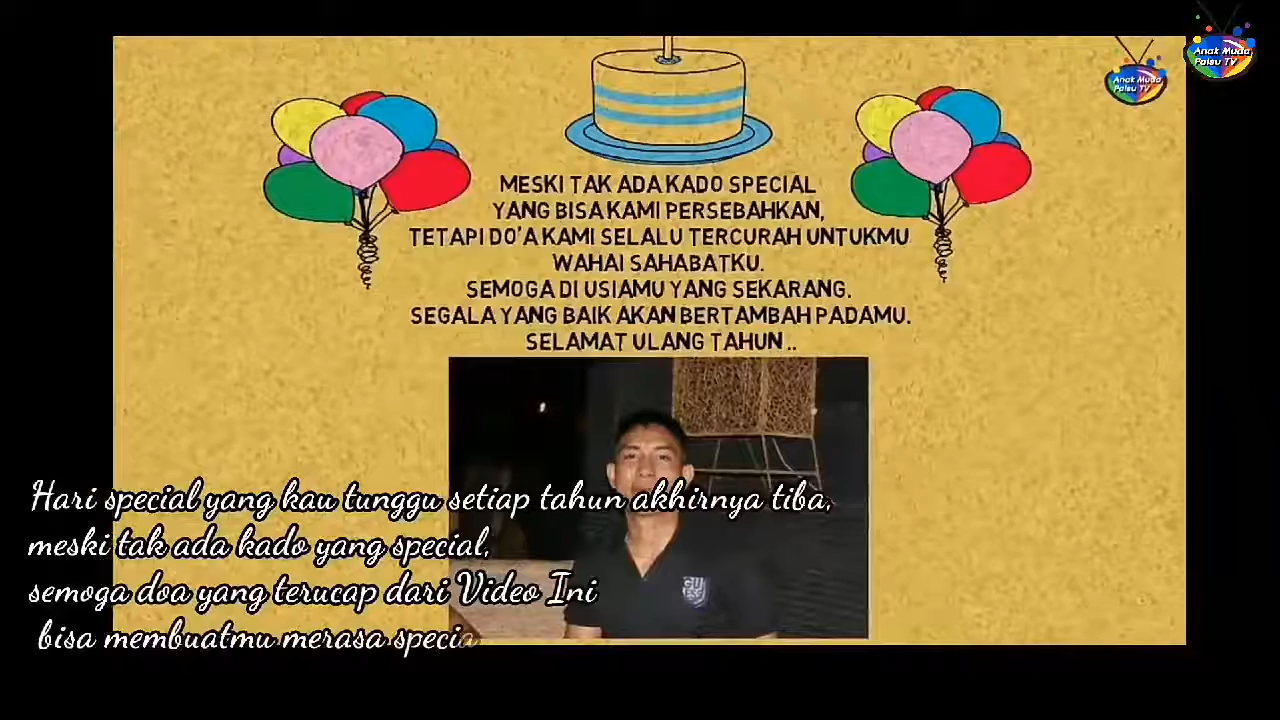 Anak Muda
Palsu TV
Anak Muda
Palsu TV
MESKI TAK ADA KADO SPECIAL
YANG BISA KAMI PERSEBAHKAN,
TETAPI DO'A KAMI SELALU TERCURAH UNTUKMU
WAHAI SAHABATKU.
SEMOGA DI USIAMU YANG SEKARANG.
SEGALA YANG BAIK AKAN BERTAMBAH PADAMU.
SELAMAT ULANG TAHUN ..
Hari special yang kau tunggu setiap tahun akhirnya tiba,
meski tak ada kado yang special,
semoga doa yang terucap dari Video Ini
bisa membuatmu merasa specia